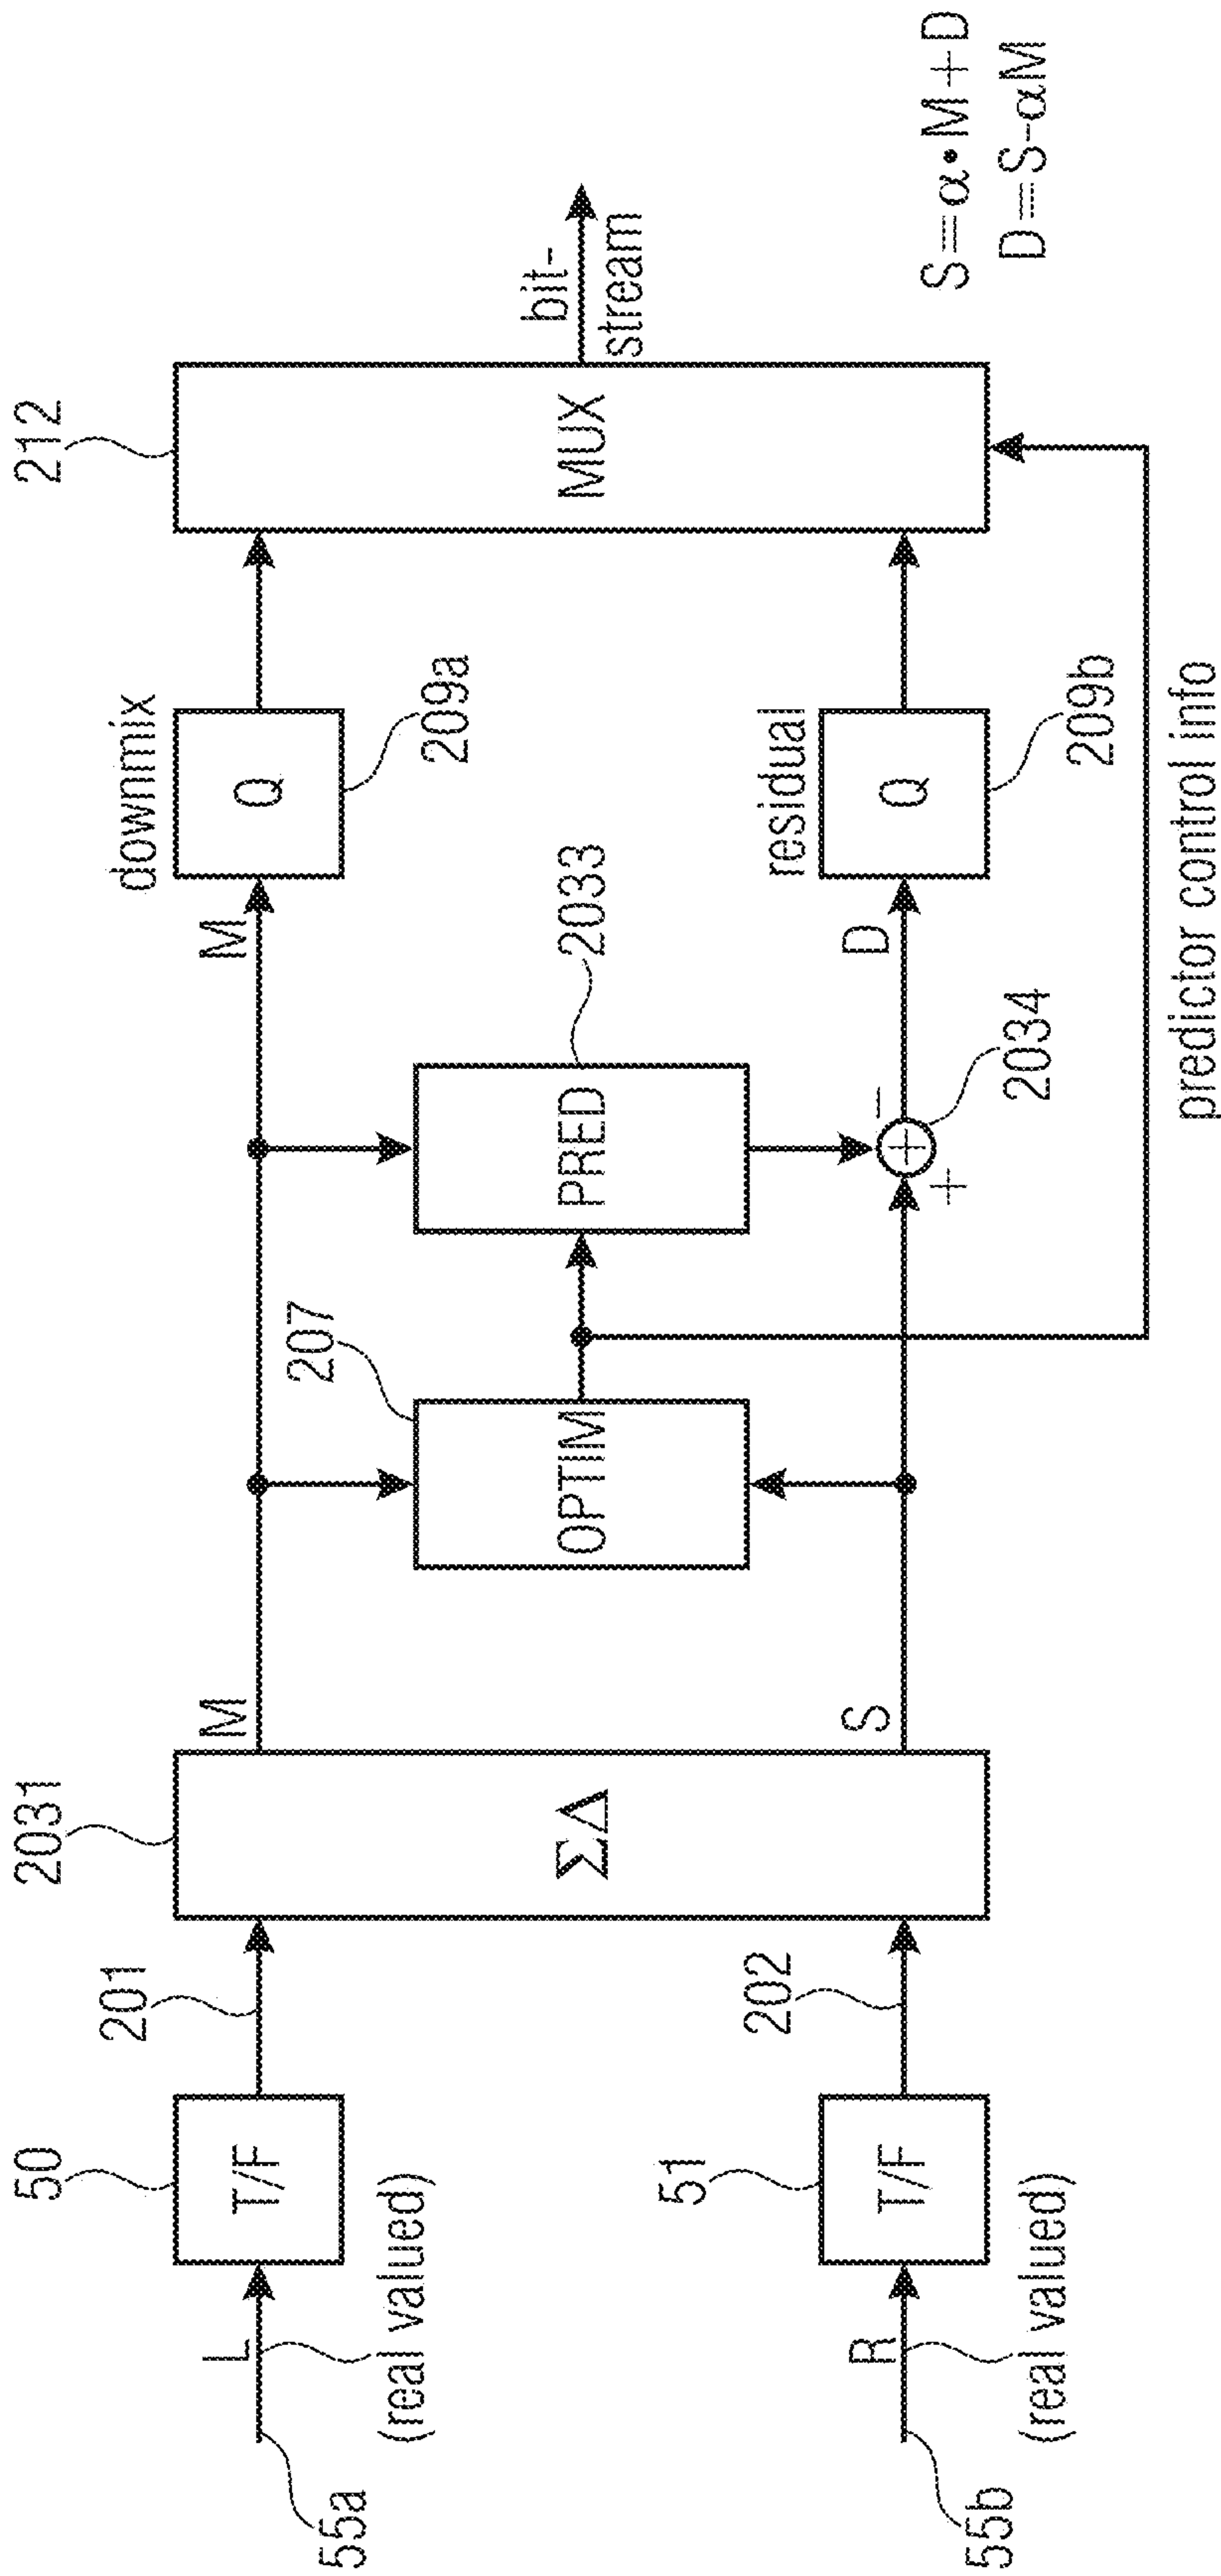 55a
L
(real valued)
50
T/F
201
55b
R
(real valued)
51
T/F
202
2031
ΣΔ
M
S
207
OPTIM
PRED
2033
+
−
+
2034
M
D
downmix
Q
209a
residual
Q
209b
predictor control info
212
MUX
bit-
stream
S=α•M+D
D=S-αM